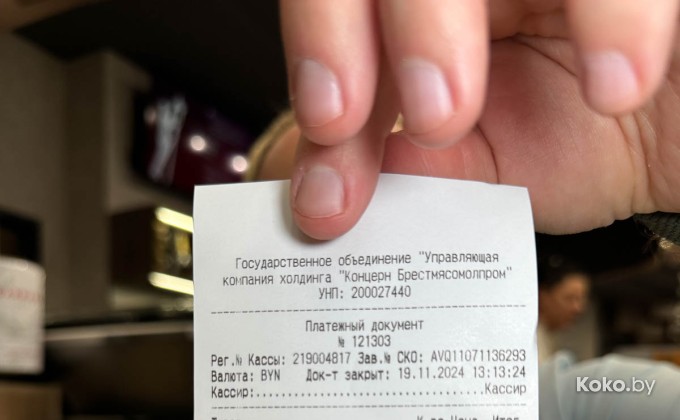 Государственное объединение "Управляющая
компания холдинга "Концерн Брестмясомолпром"
УНП: 200027440
Платежный документ
№ 121303
Рег.№ Кассы: 219004817 Зав.№ СКО: AVQ11071136293
Валюта: BYN Док-т закрыт: 19.11.2024 13:13:24
Кассир:...............................Кассир
Koko.by